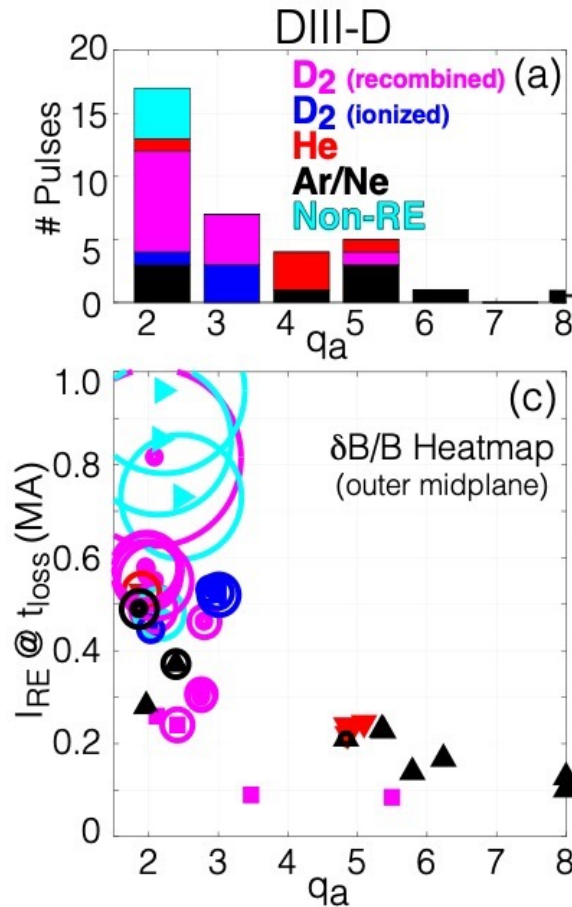 DIII-D
20
15
10
5
0
# Pulses
D2 (recombined)
D2 (ionized)
He
Ar/Ne
Non-RE
(a)
2 3 4 5 6 7 8
qa
1.0
0.8
0.6
0.4
0.2
0
IRE @ tloss (MA)
(c)
δB/B Heatmap
(outer midplane)
2 3 4 5 6 7 8
qa